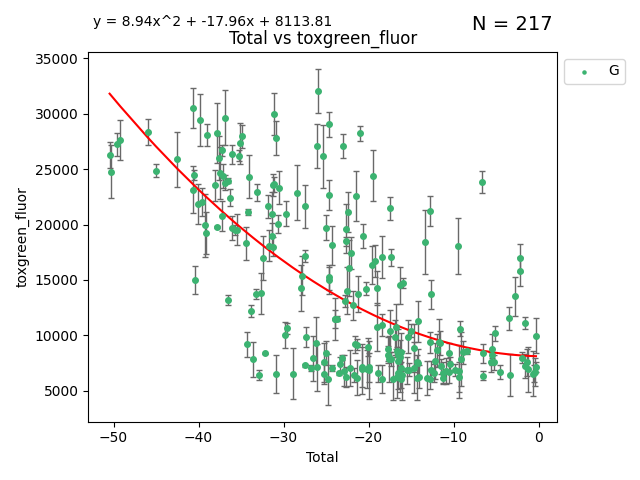 y = 8.94x^2 + -17.96x + 8113.81
N = 217
Total vs toxgreen_fluor
G
35000
30000
25000
20000
15000
10000
5000
toxgreen_fluor
−50 −40 −30 −20 −10 0
Total